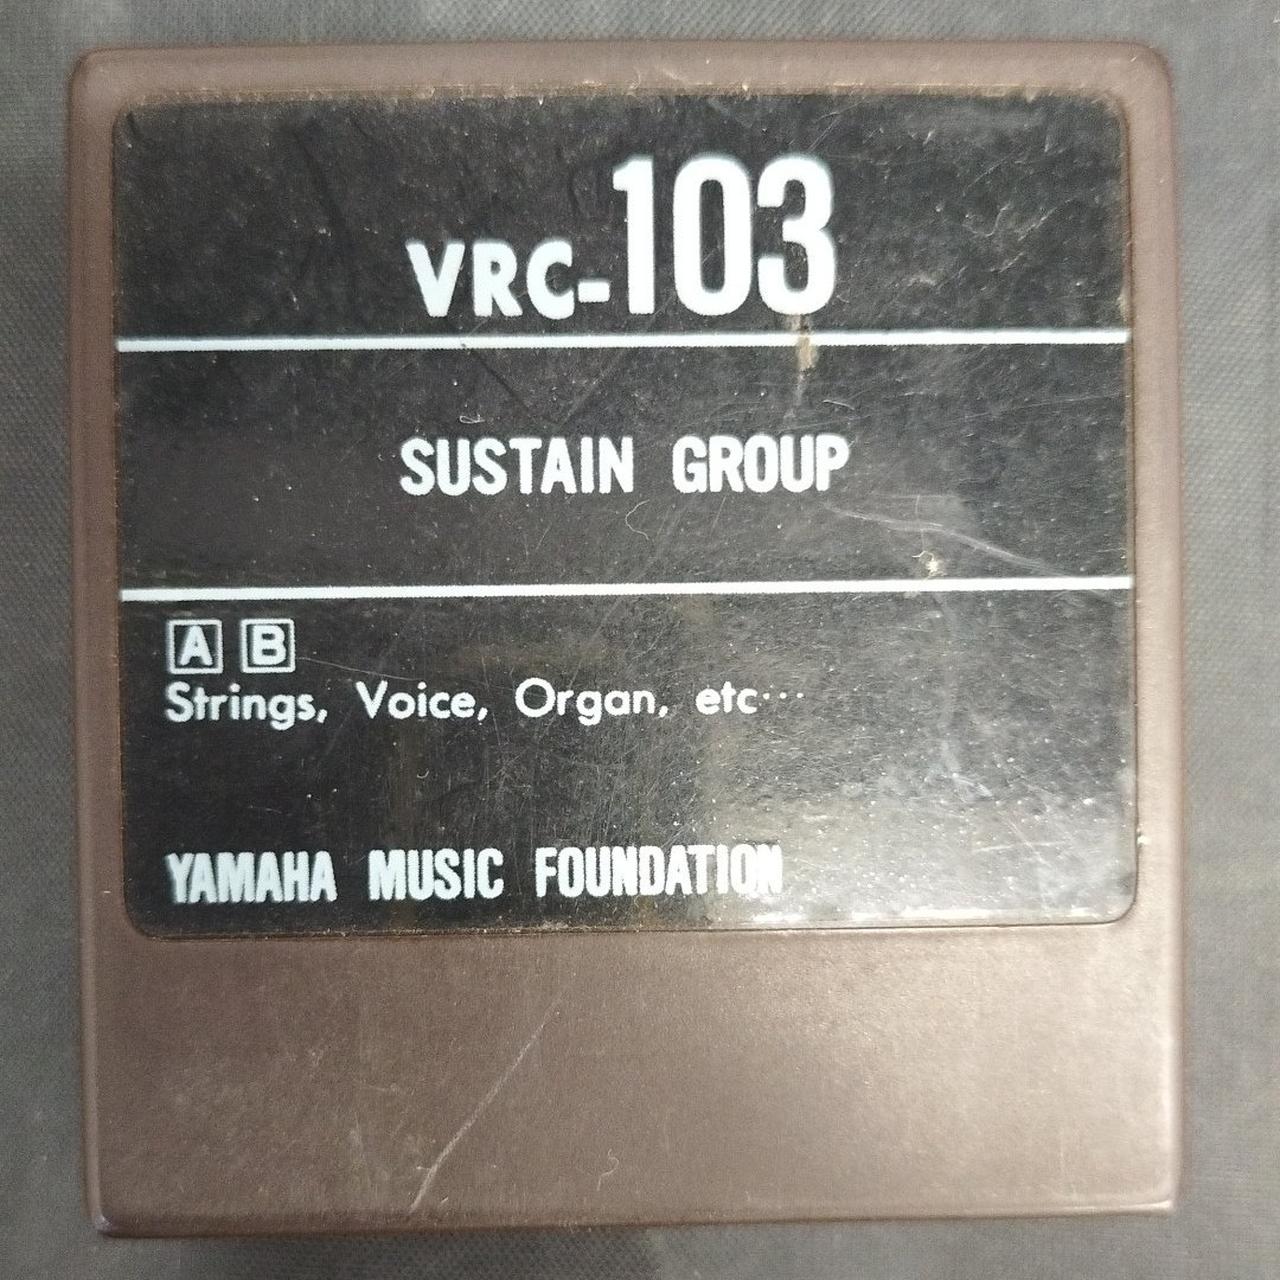 VRC-103
SUSTAIN GROUP
A B
Strings, Voice, Organ, etc···
YAMAHA MUSIC FOUNDATION